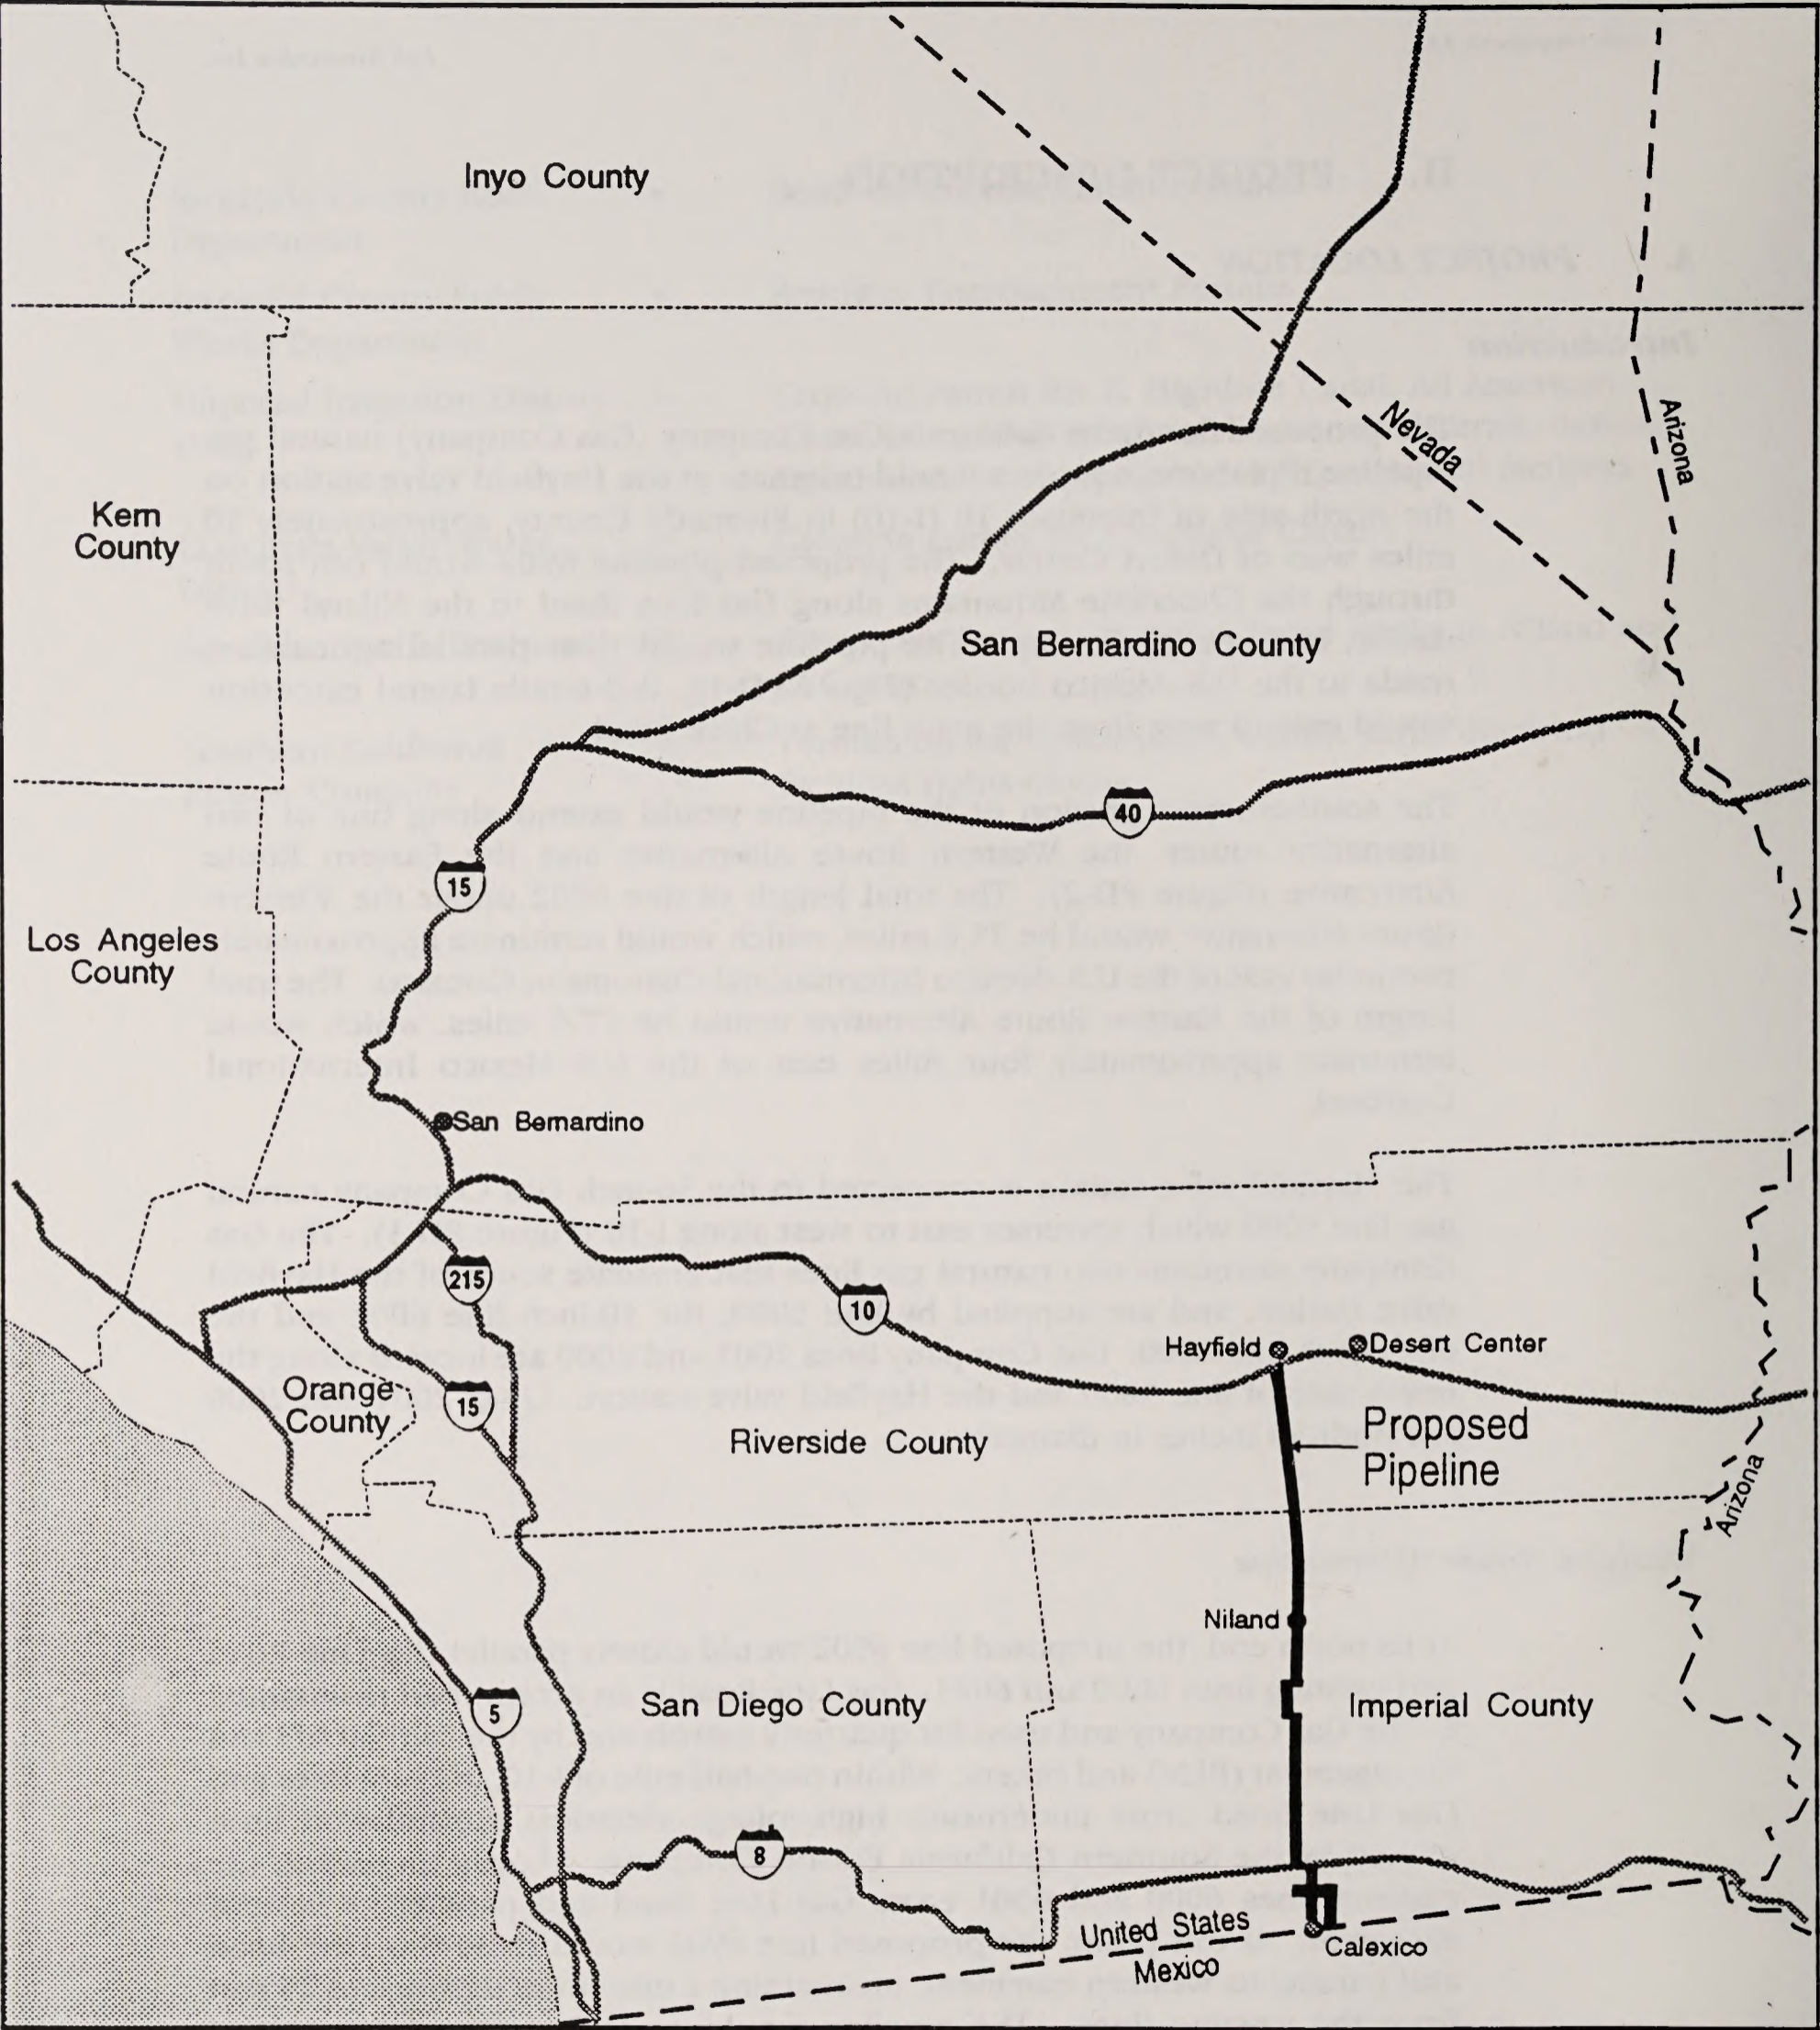 Inyo County
Nevada
Arizona
Kern
County
San Bernardino County
40
15
Los Angeles
County
San Bernardino
215
10
Hayfield
Desert Center
Orange
County
15
Riverside County
Proposed
Pipeline
Arizona
Niland
5
San Diego County
Imperial County
8
United States
Mexico
Calexico